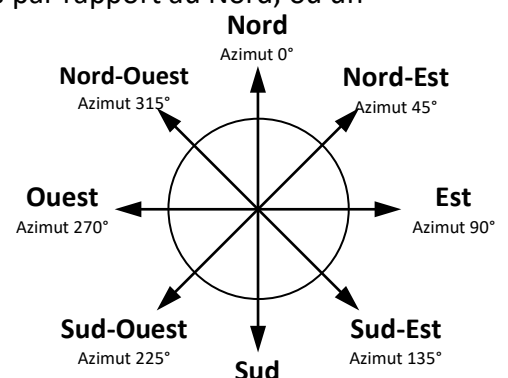 par rapport au Nord, ou un
Nord
Azimut 0°
Nord-Ouest
Azimut 315°
Nord-Est
Azimut 45°
Ouest
Azimut 270°
Est
Azimut 90°
Sud-Ouest
Azimut 225°
Sud-Est
Azimut 135°
Sud